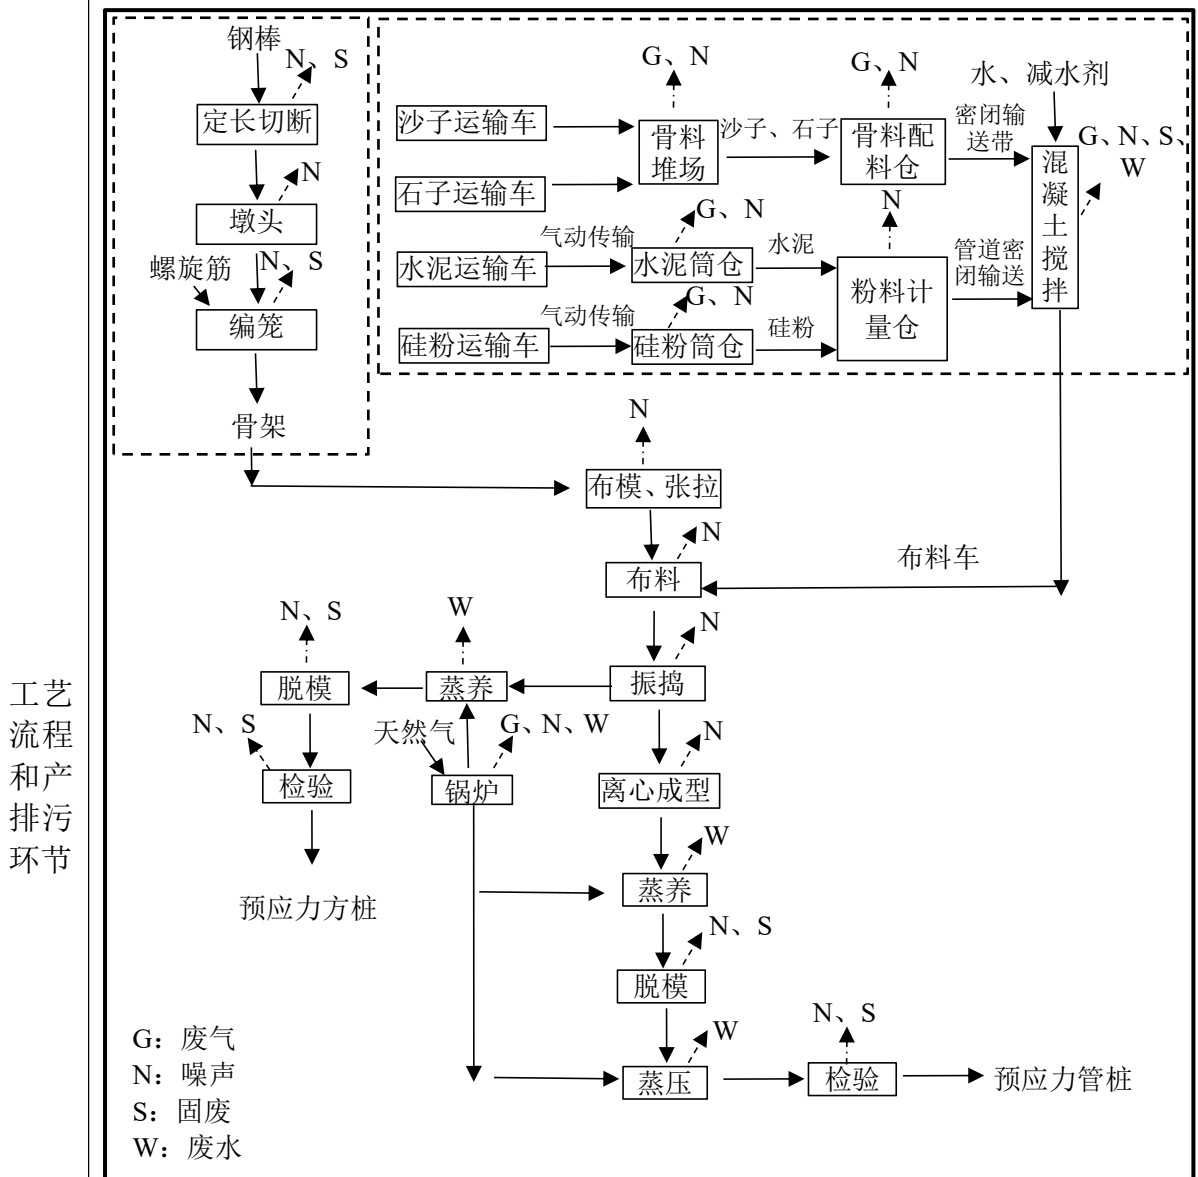 工艺
流程
和产
排污
环节
钢棒
N、S
定长切断
N
墩头
螺旋筋
N、S
编笼
骨架
G、N
G、N
水、减水剂
沙子运输车
骨料
堆场
沙子、石子
骨料配
料仓
密闭输
送带
G、N、S、
W
混
凝
土
搅
拌
石子运输车
G、N
N
气动传输
水泥
管道密
闭输送
水泥运输车
水泥筒仓
粉料计
量仓
G、N
气动传输
硅粉
硅粉运输车
硅粉筒仓
N
布模、张拉
N
布料车
布料
N、S
W
N
脱模
蒸养
振捣
N、S
天然气
G、N、W
N
检验
锅炉
离心成型
W
预应力方桩
蒸养
N、S
脱模
W
N、S
蒸压
检验
预应力管桩
G：废气
N：噪声
S：固废
W：废水